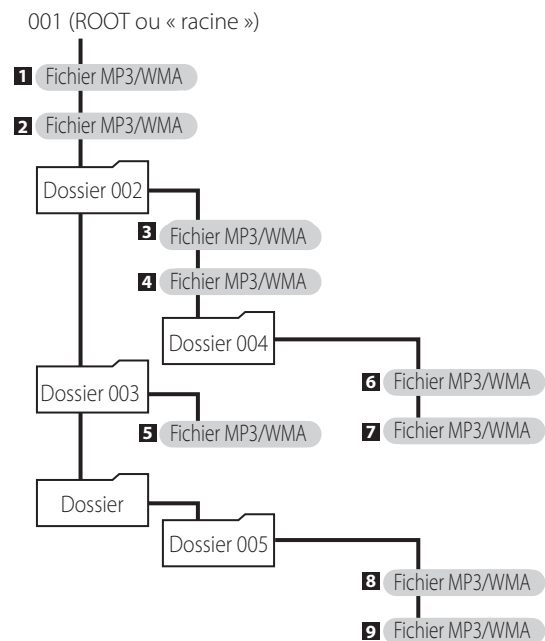 001 (ROOT ou « racine »)
1 Fichier MP3/WMA
2 Fichier MP3/WMA
Dossier 002
3 Fichier MP3/WMA
4 Fichier MP3/WMA
Dossier 004
6 Fichier MP3/WMA
Dossier 003
5 Fichier MP3/WMA
7 Fichier MP3/WMA
Dossier
Dossier 005
8 Fichier MP3/WMA
9 Fichier MP3/WMA